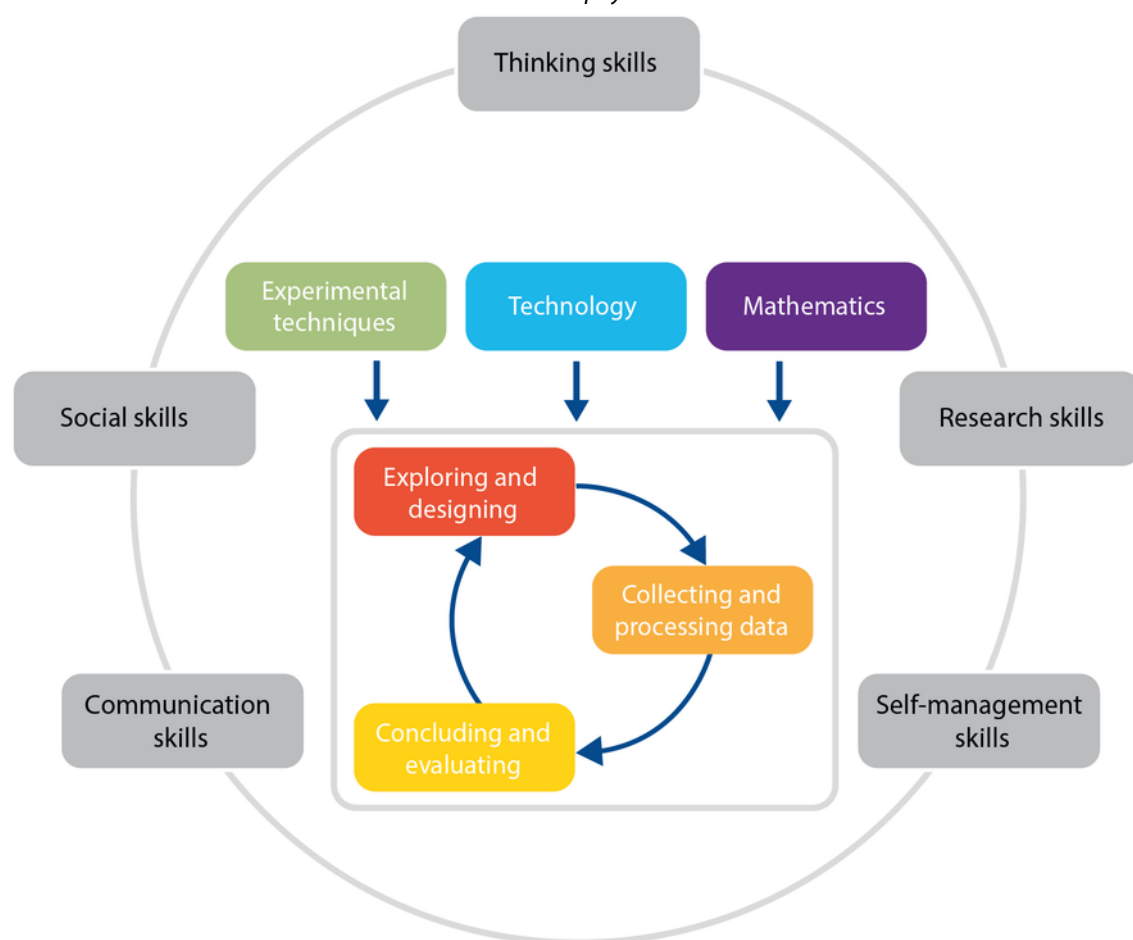 Thinking skills
Experimental
techniques
Technology
Mathematics
Social skills
Research skills
Exploring and
designing
Collecting and
processing data
Communication
skills
Self-management
skills
Concluding and
evaluating